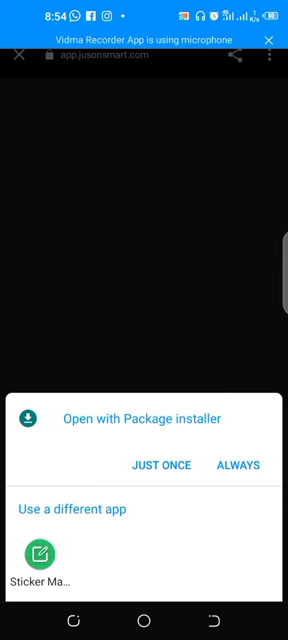 8:54
Vidma Recorder App is using microphone
app.jusonsmart.com
Open with Package installer
JUST ONCE ALWAYS
Use a different app
Sticker Ma...